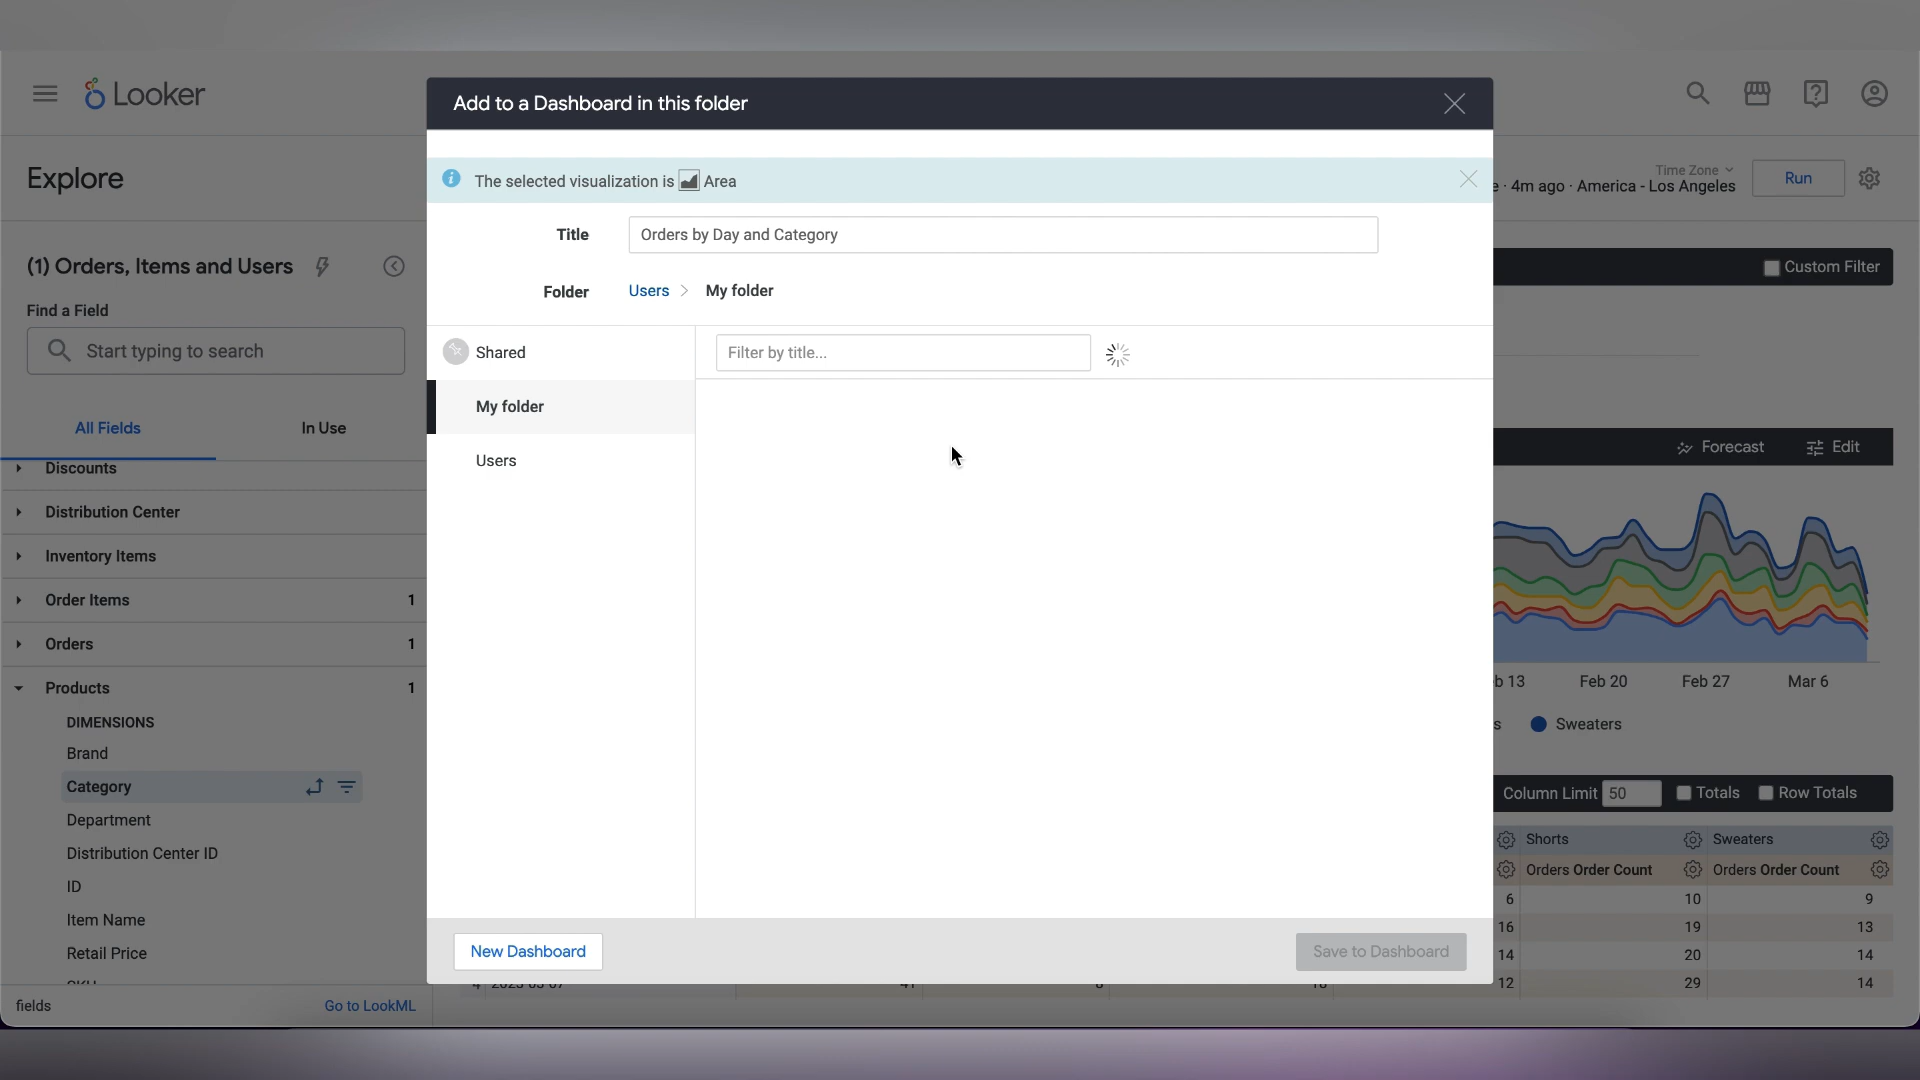 Looker
Explore
(1) Orders, Items and Users
Find a Field
Start typing to search
All Fields
In Use
Discounts
Distribution Center
Inventory Items
Order Items 1
Orders 1
Products 1
DIMENSIONS
Brand
Category
Department
Distribution Center ID
ID
Item Name
Retail Price
fields
Go to LookML
Add to a Dashboard in this folder
The selected visualization is Area
Title
Orders by Day and Category
Folder
Users > My folder
Shared
My folder
Users
Filter by title...
New Dashboard
Save to Dashboard
Time Zone
4m ago · America - Los Angeles
Run
Custom Filter
Forecast
Edit
13 Feb 20 Feb 27 Mar 6
Sweaters
Column Limit 50 Totals Row Totals
Shorts Sweaters
Orders Order Count Orders Order Count
6 10 9
16 19 13
14 20 14
12 29 14